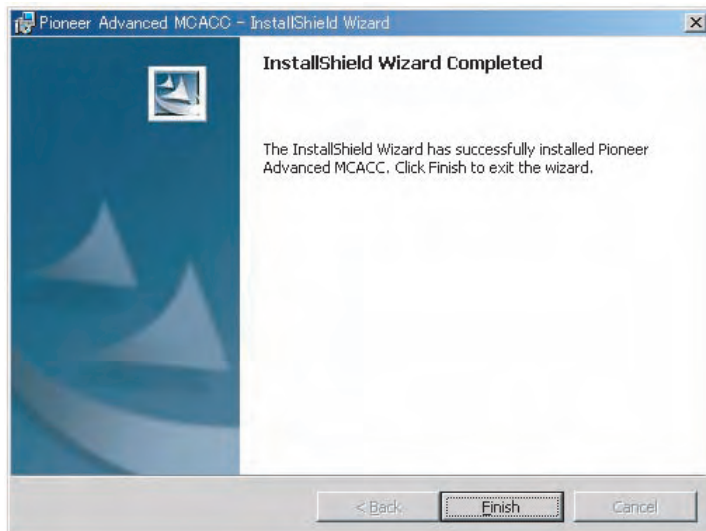 Pioneer Advanced MCACC - InstallShield Wizard
InstallShield Wizard Completed
The InstallShield Wizard has successfully installed Pioneer
Advanced MCACC. Click Finish to exit the wizard.
< Back Finish Cancel